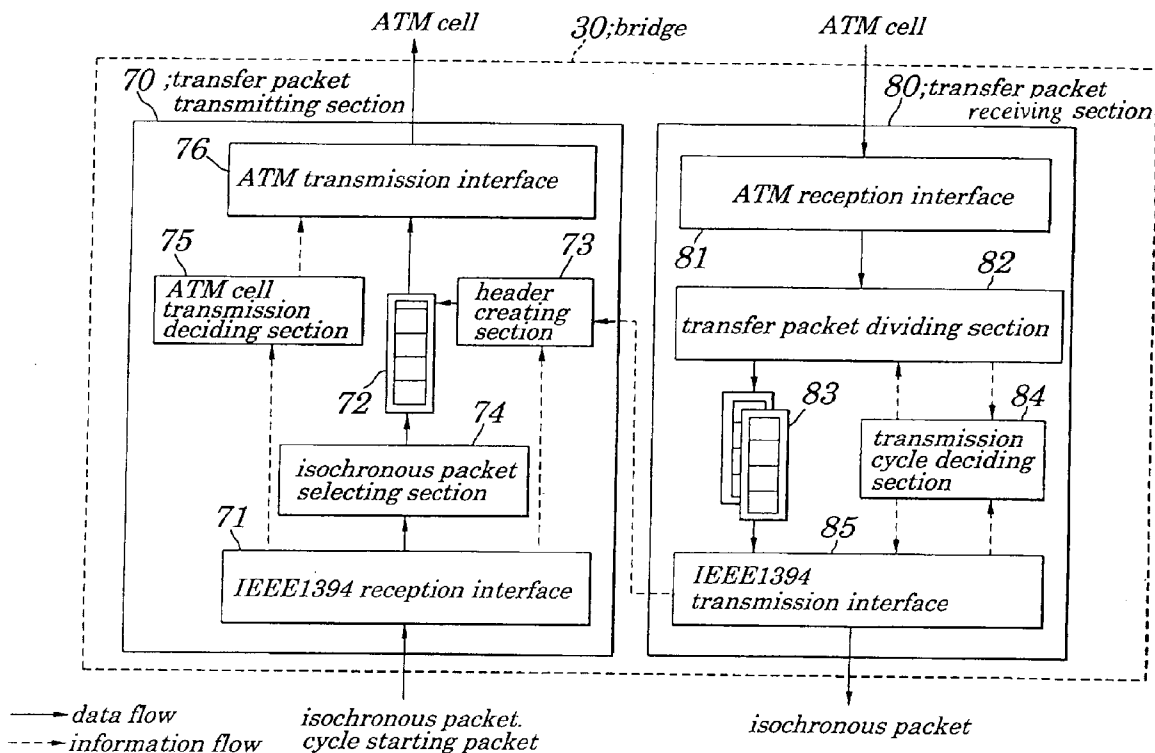 ATM cell
30;bridge
ATM cell
70 ;transfer packet
transmitting section
80;transfer packet
receiving section
76
ATM transmission interface
ATM reception interface
81
75
ATM cell
transmission
deciding section
73
header
creating
section
82
transfer packet dividing section
72
83
84
transmission
cycle deciding
section
74
isochronous packet
selecting section
71
IEEE1394 reception interface
85
IEEE1394
transmission interface
data flow
information flow
isochronous packet.
cycle starting packet
isochronous packet